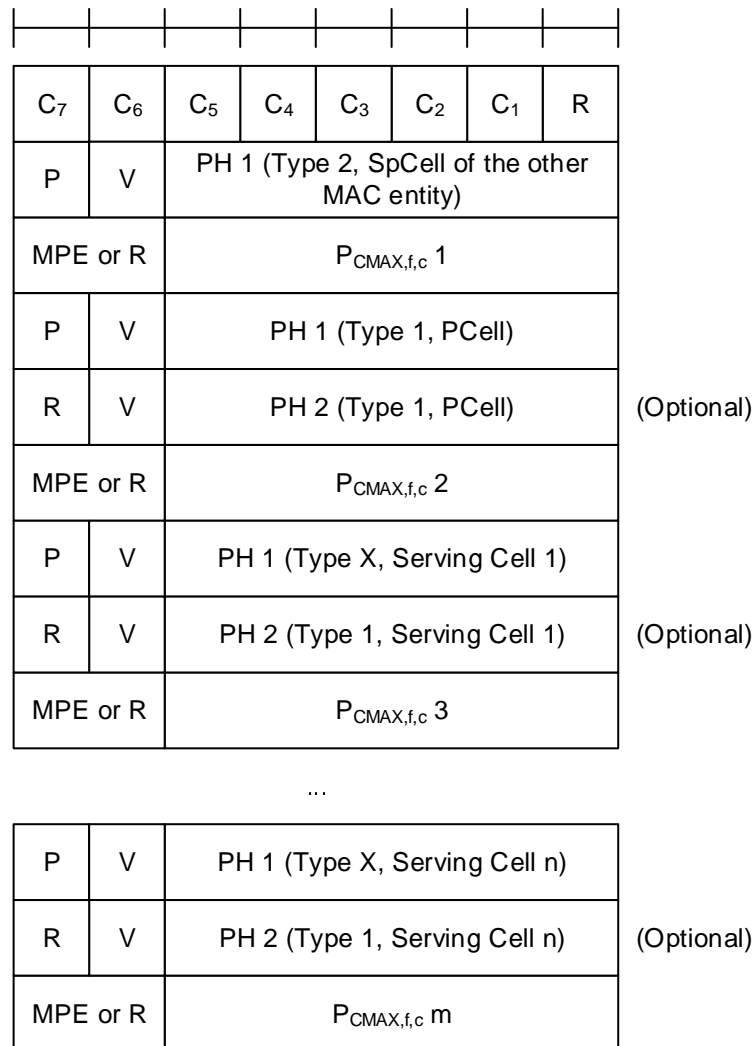 C7 C6 C5 C4 C3 C2 C1 R
P V PH 1 (Type 2, SpCell of the other
MAC entity)
MPE or R PCMAX,f,c 1
P V PH 1 (Type 1, PCell)
R V PH 2 (Type 1, PCell) (Optional)
MPE or R PCMAX,f,c 2
P V PH 1 (Type X, Serving Cell 1)
R V PH 2 (Type 1, Serving Cell 1) (Optional)
MPE or R PCMAX,f,c 3
...
P V PH 1 (Type X, Serving Cell n)
R V PH 2 (Type 1, Serving Cell n) (Optional)
MPE or R PCMAX,f,c m